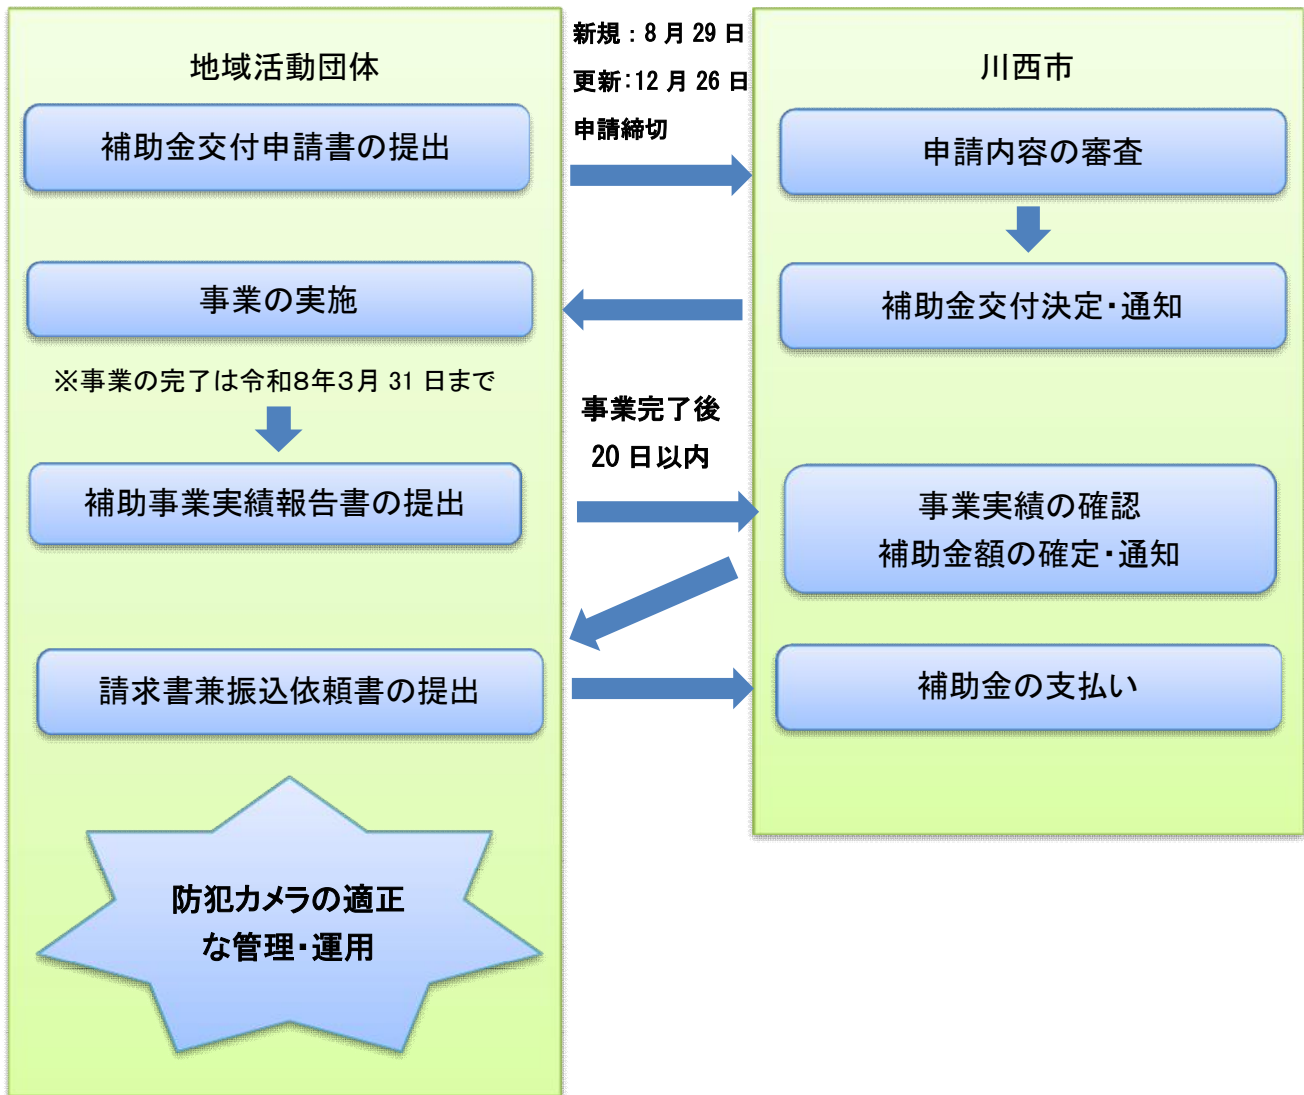 地域活動団体
補助金交付申請書の提出
新規：8月29日
更新：12月26日
申請締切
川西市
申請内容の審査
補助金交付決定・通知
事業の実施
※事業の完了は令和８年３月31日まで
補助事業実績報告書の提出
事業完了後
20日以内
事業実績の確認
補助金額の確定・通知
請求書兼振込依頼書の提出
補助金の支払い
防犯カメラの適正
な管理・運用